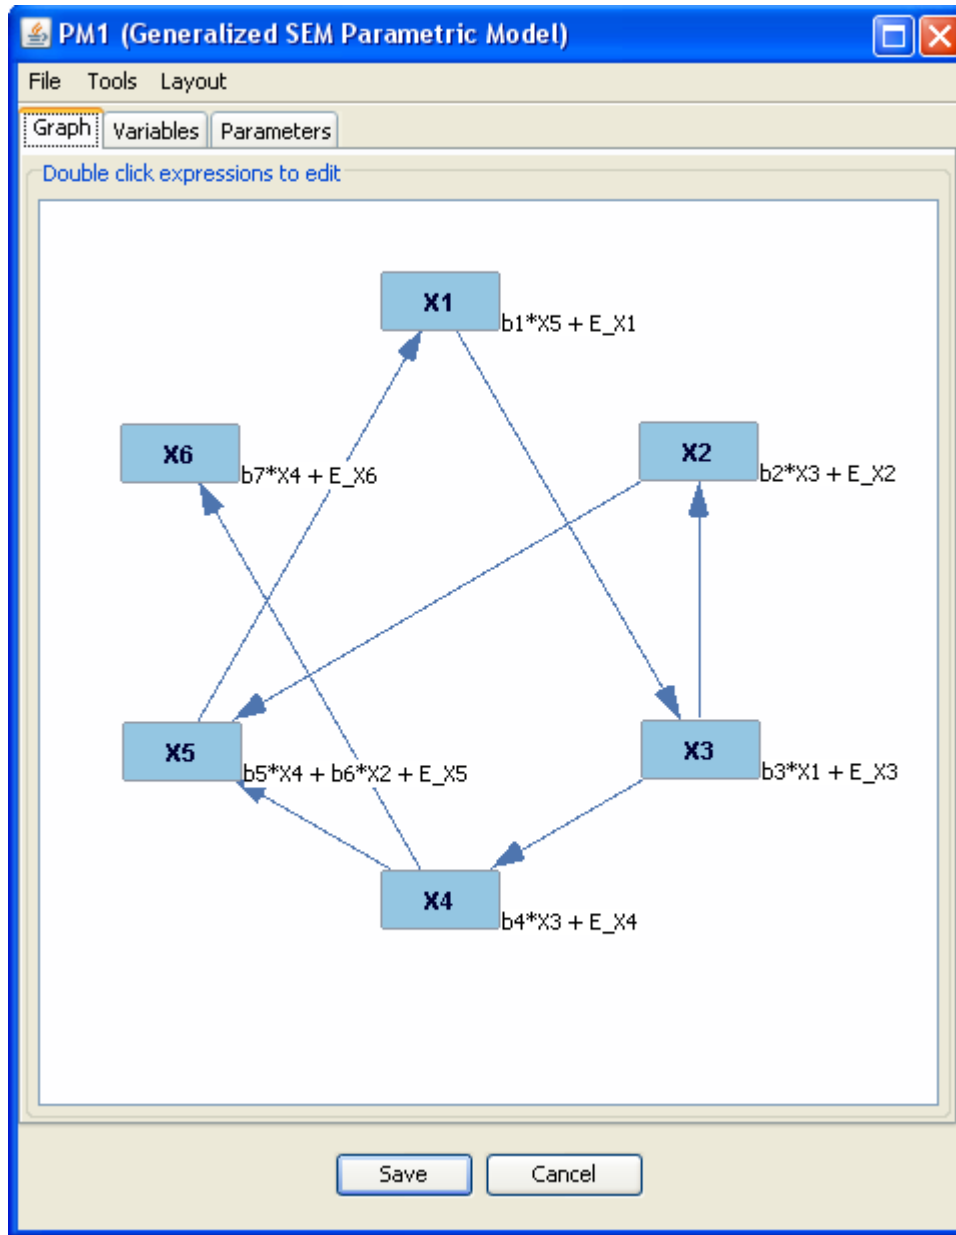 PM1 (Generalized SEM Parametric Model)
File Tools Layout
Graph Variables Parameters
Double click expressions to edit
X1
b1*X5 + E_X1
X6
b7*X4 + E_X6
X2
b2*X3 + E_X2
X5
b5*X4 + b6*X2 + E_X5
X3
b3*X1 + E_X3
X4
b4*X3 + E_X4
Save Cancel